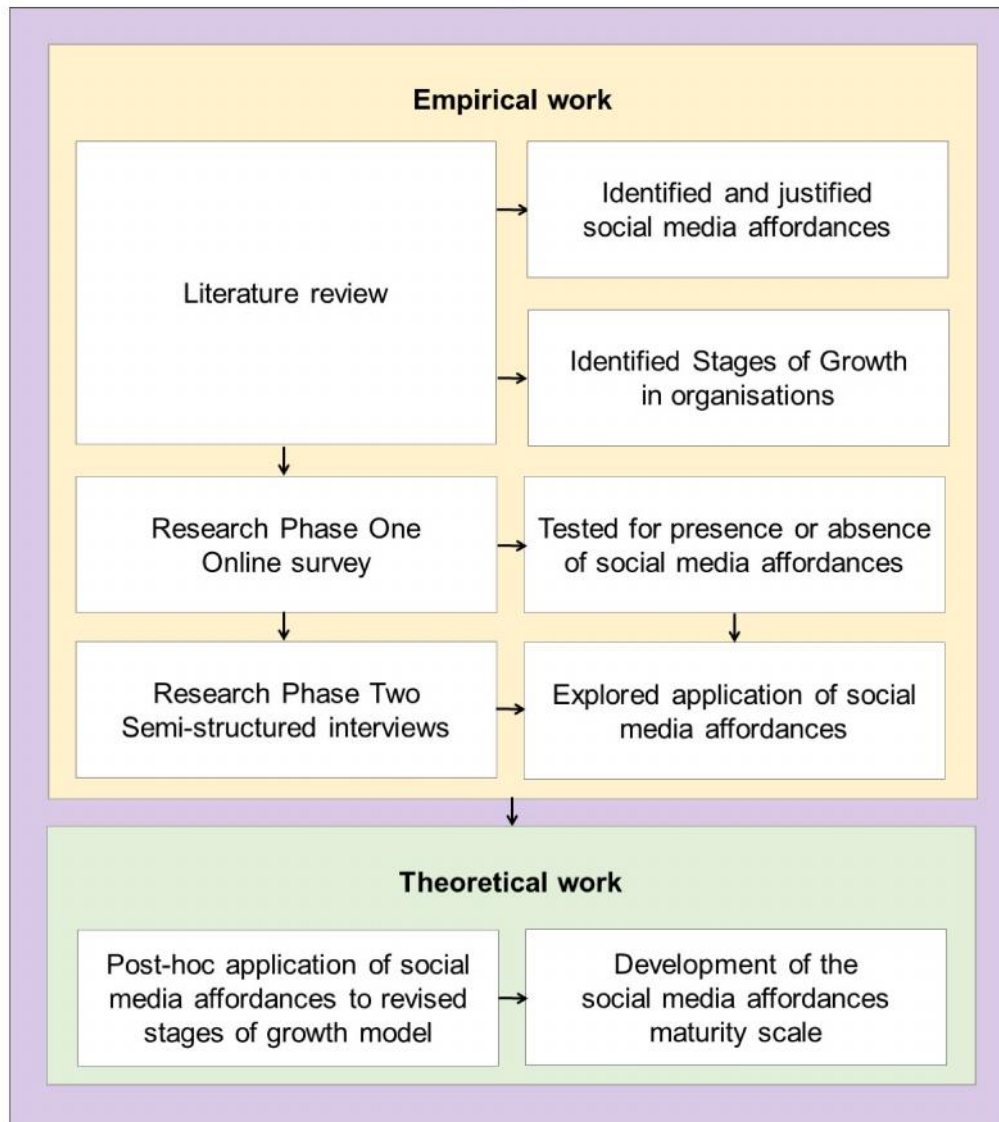 Empirical work
Literature review
Identified and justified
social media affordances
Identified Stages of Growth
in organisations
Research Phase One
Online survey
Tested for presence or absence
of social media affordances
Research Phase Two
Semi-structured interviews
Explored application of social
media affordances
Theoretical work
Post-hoc application of social
media affordances to revised
stages of growth model
Development of the
social media affordances
maturity scale